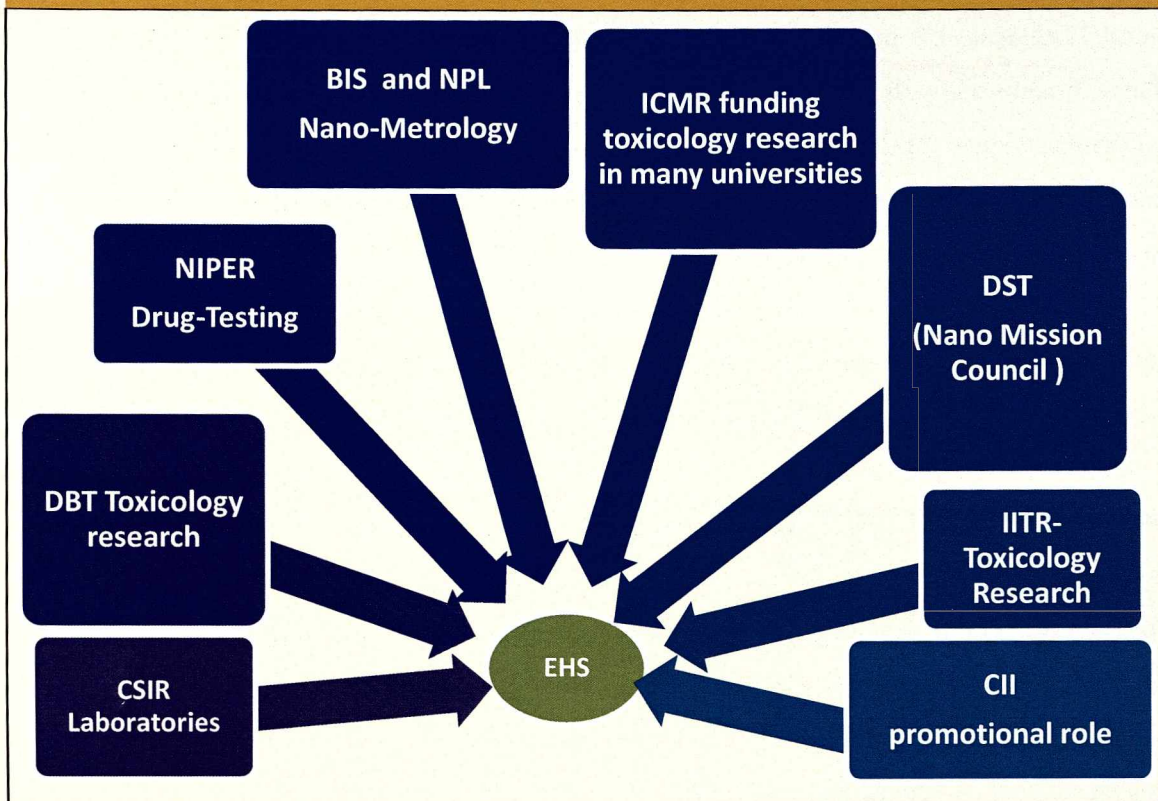 BIS and NPL
Nano-Metrology
ICMR funding
toxicology research
in many universities
NIPER
Drug-Testing
DST
(Nano Mission
Council )
DBT Toxicology
research
IITR-
Toxicology
Research
CSIR
Laboratories
EHS
CII
promotional role